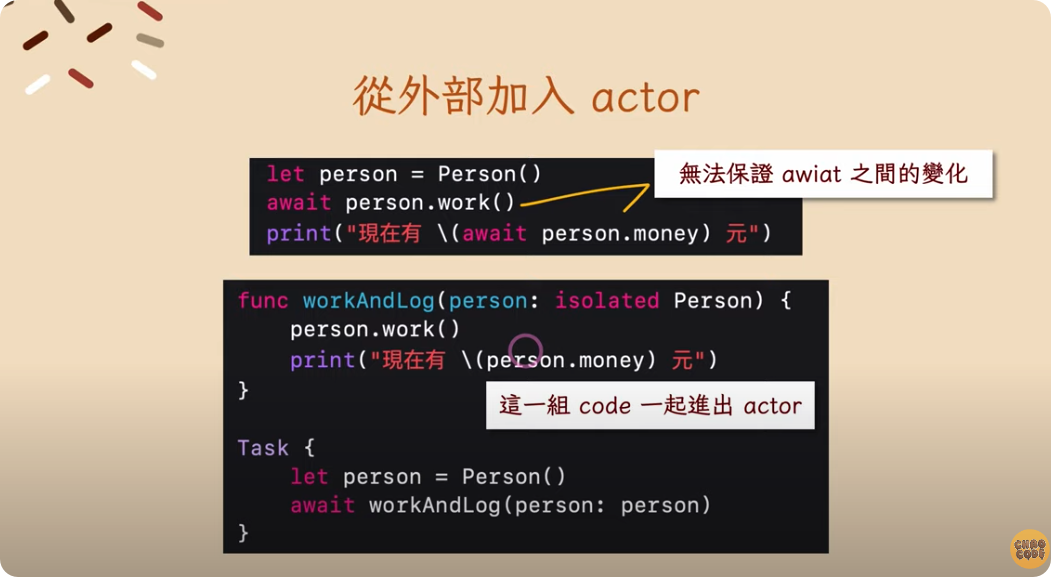 從外部加入 actor
let person = Person()
await person.work()
print("現在有 \(await person.money) 元")
無法保證 awiat 之間的變化
func workAndLog(person: isolated Person) {
person.work()
print("現在有 \(person.money) 元")
}
這一組 code 一起進出 actor
Task {
let person = Person()
await workAndLog(person: person)
}
CHAO
CODE